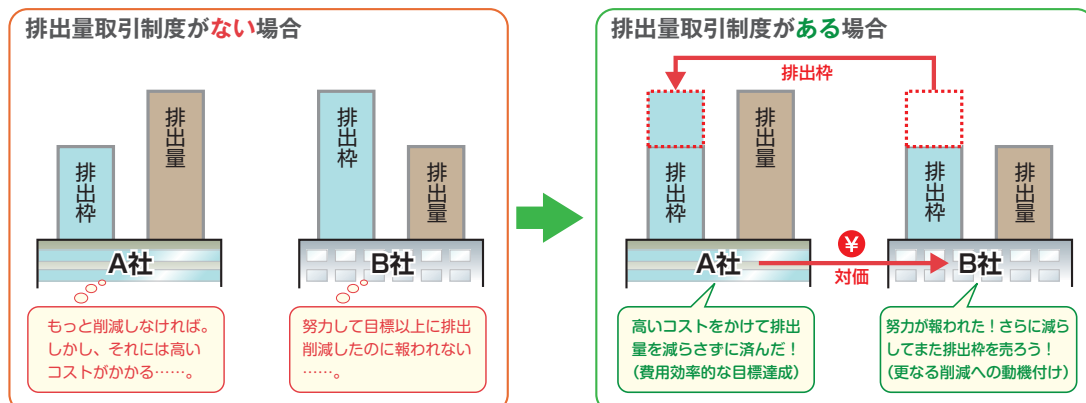 排出量取引制度がない場合
排出枠
排出量
A社
もっと削減しなければ。
しかし、それには高い
コストがかかる……。
排出枠
排出量
B社
努力して目標以上に排出
削減したのに報われない
……。
排出量取引制度がある場合
排出枠
排出枠
排出量
A社
高いコストをかけて排出
量を減らさずに済んだ！
（費用効率的な目標達成）
¥
対価
排出枠
排出量
B社
努力が報われた！さらに減ら
してまた排出枠を売ろう！
（更なる削減への動機付け）